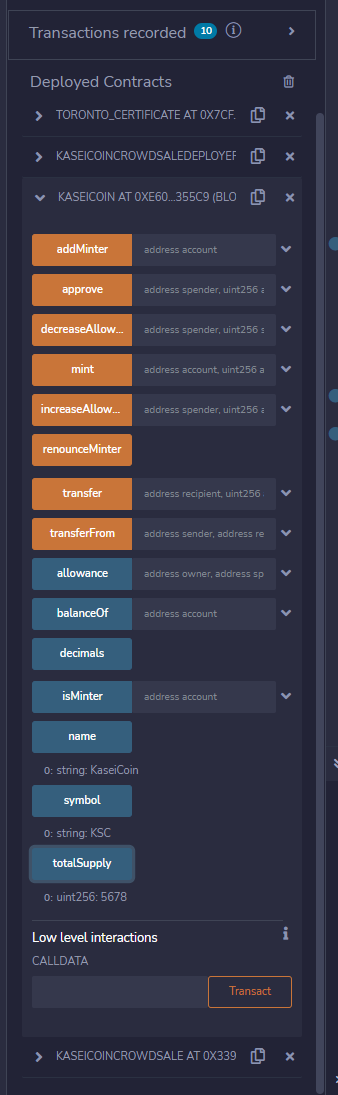 Transactions recorded 10 i
Deployed Contracts
TORONTO_CERTIFICATE AT 0X7CF.
KASEICOINCROWDSALEDEPLOYER
KASEICOIN AT 0XE60...355C9 (BLO
addMinter address account
approve address spender, uint256 a
decreaseAllow... address spender, uint256 s
mint address account, uint256 a
increaseAllow... address spender, uint256 a
renounceMinter
transfer address recipient, uint256
transferFrom address sender, address re
allowance address owner, address sp
balanceOf address account
decimals
isMinter address account
name
0: string: KaseiCoin
symbol
0: string: KSC
totalSupply
0: uint256: 5678
Low level interactions i
CALLDATA
Transact
KASEICOINCROWDSALE AT 0X339